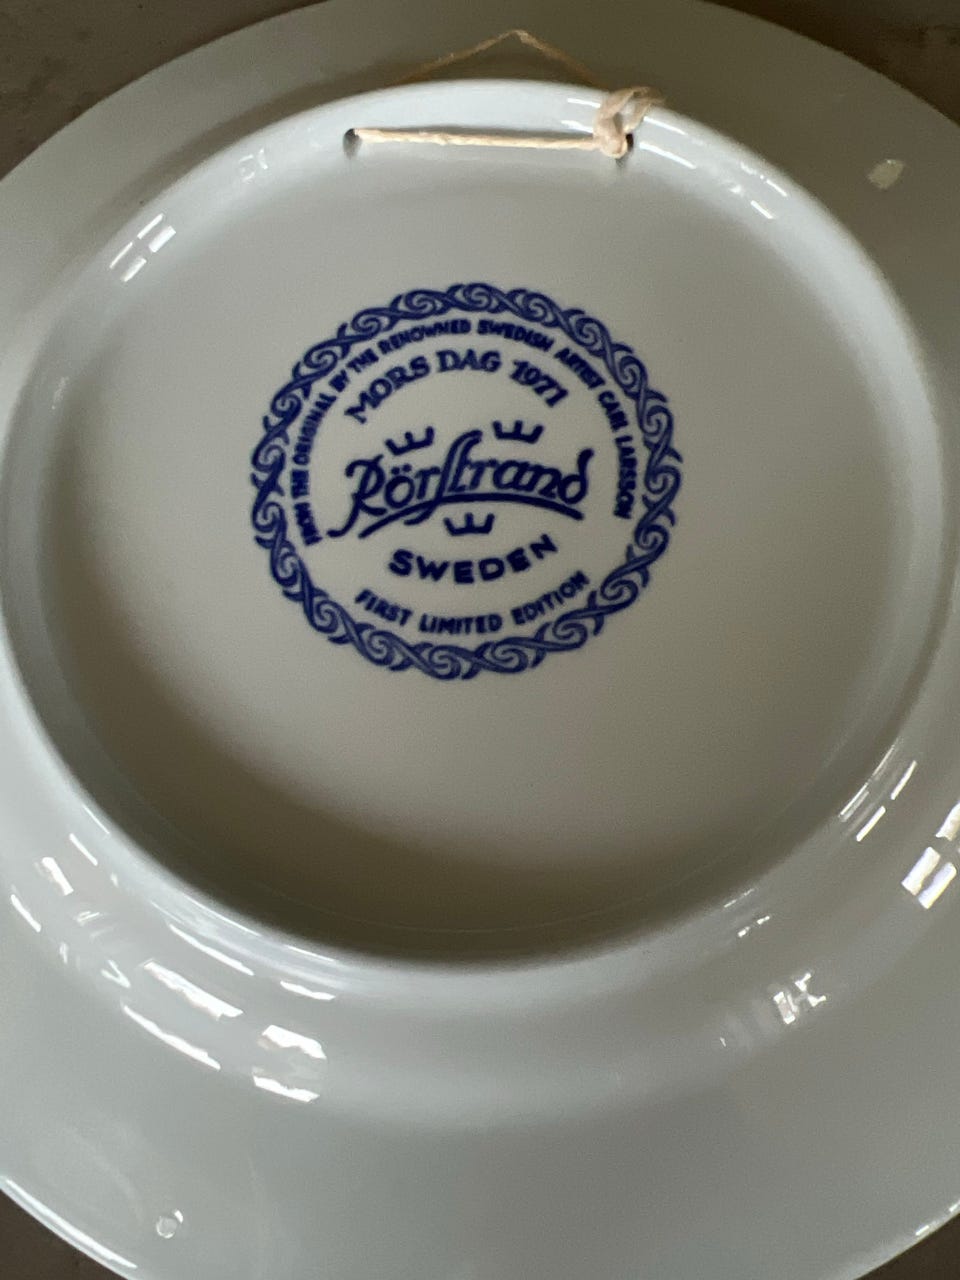 FROM THE ORIGINAL BY THE RENOWNED SWEDISH ARTIST CARL LARSSON
MORS DAG 1971
Rörstrand
SWEDEN
FIRST LIMITED EDITION